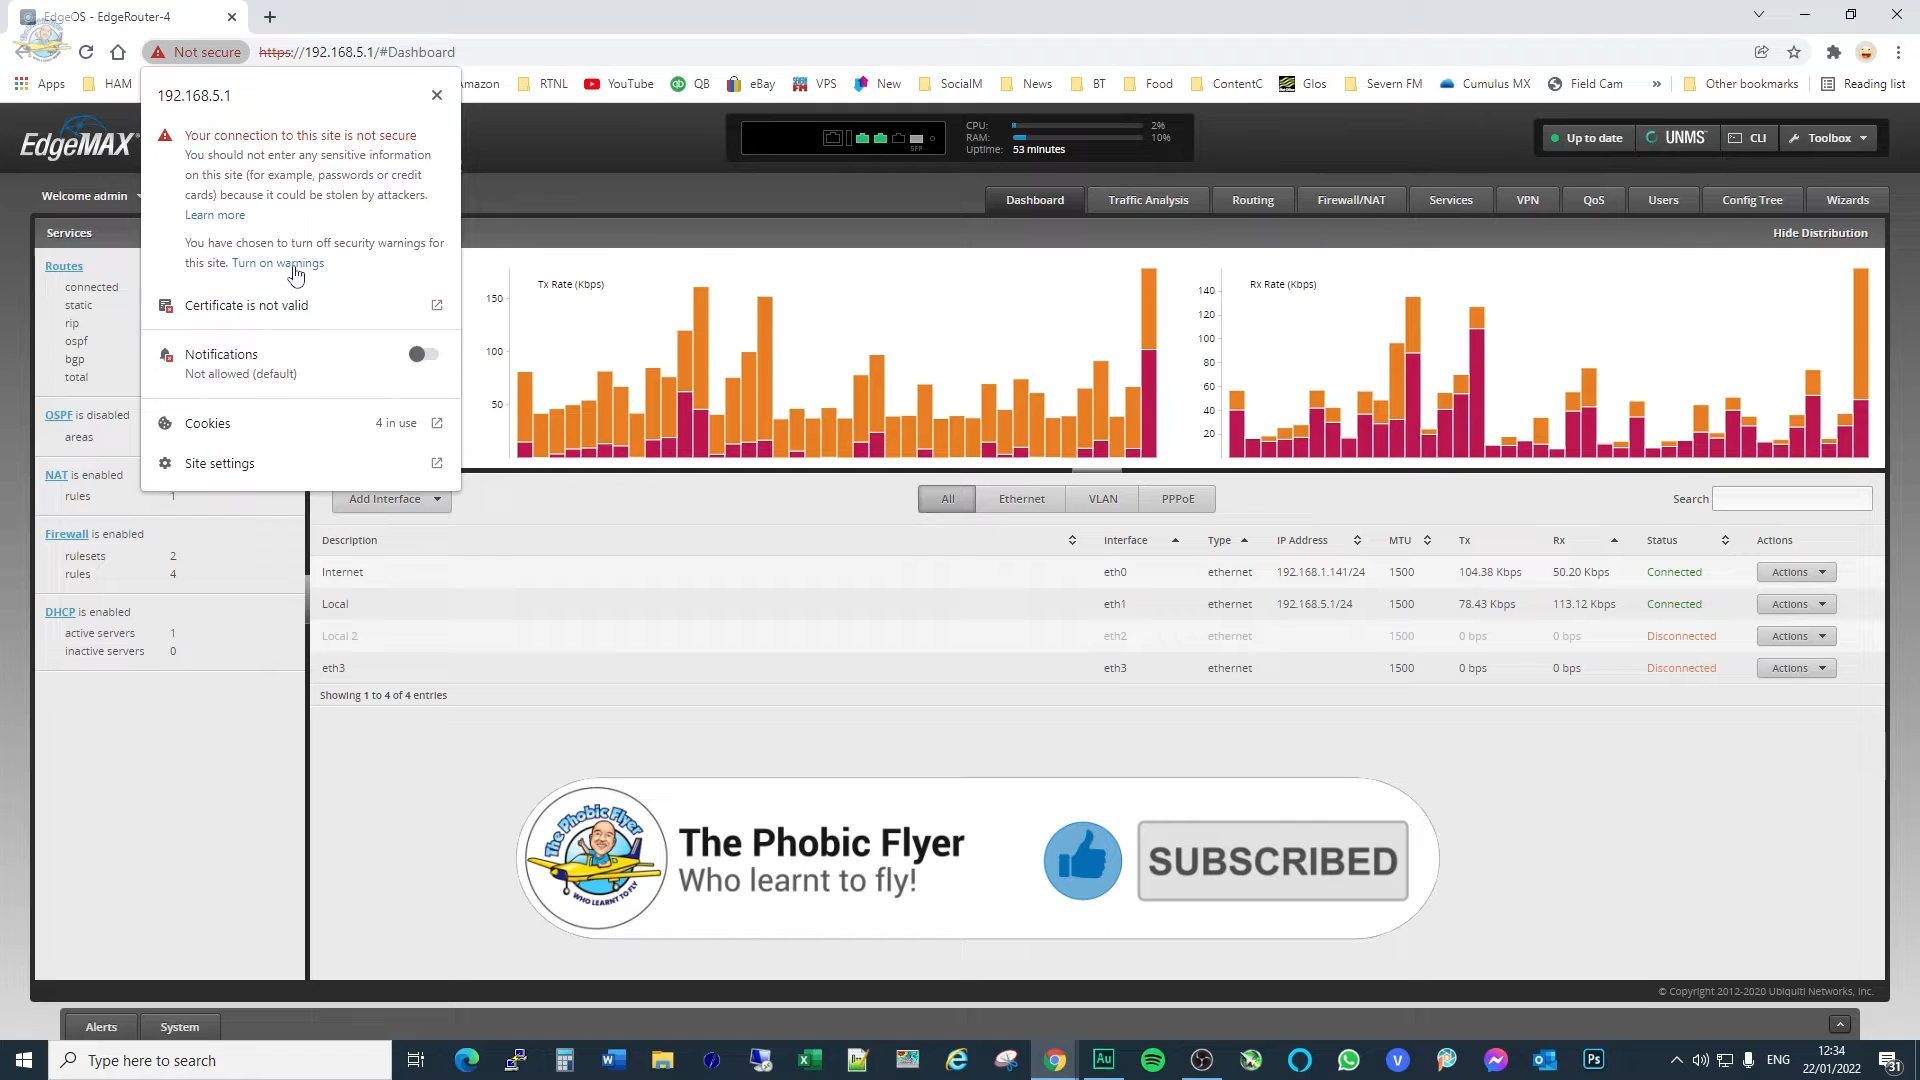 EdgeOS - EdgeRouter-4
Not secure
https://192.168.5.1/#Dashboard
Apps
HAM
Amazon
RTNL
YouTube
QB
eBay
VPS
New
SocialM
News
BT
Food
ContentC
Glos
Severn FM
Cumulus MX
Field Cam
»
Other bookmarks
Reading list
192.168.5.1
Your connection to this site is not secure
You should not enter any sensitive information
on this site (for example, passwords or credit
cards) because it could be stolen by attackers.
Learn more
You have chosen to turn off security warnings for
this site. Turn on warnings
Certificate is not valid
Notifications
Not allowed (default)
Cookies
4 in use
Site settings
EdgeMAX
SFP
CPU: 2%
RAM: 10%
Uptime: 53 minutes
Up to date
UNMS
CLI
Toolbox
Welcome admin
Dashboard
Traffic Analysis
Routing
Firewall/NAT
Services
VPN
QoS
Users
Config Tree
Wizards
Services
Hide Distribution
Routes
connected
static
rip
ospf
bgp
total
OSPF is disabled
areas
NAT is enabled
rules 1
Firewall is enabled
rulesets 2
rules 4
DHCP is enabled
active servers 1
inactive servers 0
Tx Rate (Kbps)
150
100
50
Rx Rate (Kbps)
140
120
100
80
60
40
20
Add Interface
All
Ethernet
VLAN
PPPoE
Search
Description Interface Type IP Address MTU Tx Rx Status Actions
Internet eth0 ethernet 192.168.1.141/24 1500 104.38 Kbps 50.20 Kbps Connected Actions
Local eth1 ethernet 192.168.5.1/24 1500 78.43 Kbps 113.12 Kbps Connected Actions
Local 2 eth2 ethernet 1500 0 bps 0 bps Disconnected Actions
eth3 eth3 ethernet 1500 0 bps 0 bps Disconnected Actions
Showing 1 to 4 of 4 entries
The Phobic Flyer
WHO LEARNT TO FLY
The Phobic Flyer
Who learnt to fly!
SUBSCRIBED
© Copyright 2012-2020 Ubiquiti Networks, Inc.
Alerts
System
Type here to search
Au
Ps
ENG
12:34
22/01/2022
31